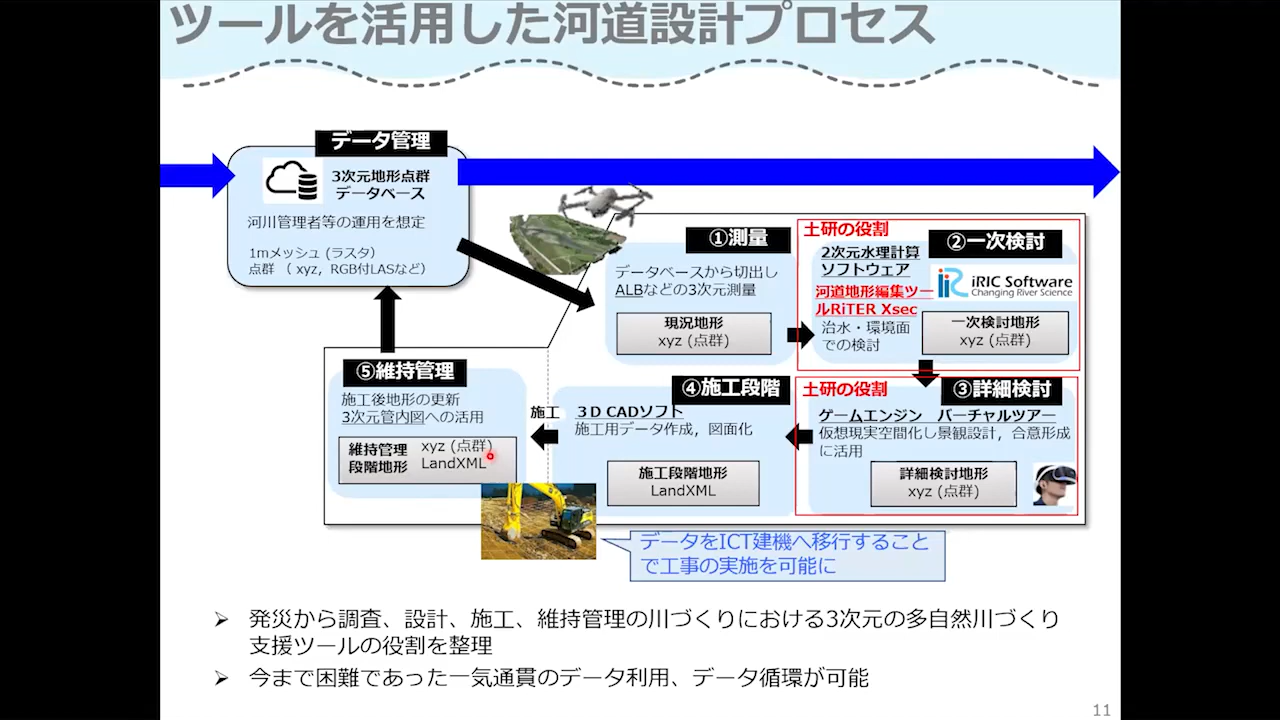 ツールを活用した河道設計プロセス
データ管理
3次元地形点群
データベース
河川管理者等の運用を想定
1mメッシュ (ラスタ)
点群 （ xyz，RGB付LASなど）
①測量
データベースから切出し
ALBなどの3次元測量
現況地形
xyz (点群)
土研の役割
②一次検討
2次元水理計算
ソフトウェア
iRIC Software
Changing River Science
河道地形編集ツー
ルRiTER Xsec
治水・環境面
での検討
一次検討地形
xyz (点群)
土研の役割
③詳細検討
ゲームエンジン バーチャルツアー
仮想現実空間化し景観設計，合意形成
に活用
詳細検討地形
xyz (点群)
④施工段階
３D CADソフト
施工用データ作成，図面化
施工段階地形
LandXML
施工
⑤維持管理
施工後地形の更新
3次元管内図への活用
維持管理
段階地形
xyz (点群)
LandXML
データをICT建機へ移行すること
で工事の実施を可能に
➢ 発災から調査、設計、施工、維持管理の川づくりにおける3次元の多自然川づくり
支援ツールの役割を整理
➢ 今まで困難であった一気通貫のデータ利用、データ循環が可能
11